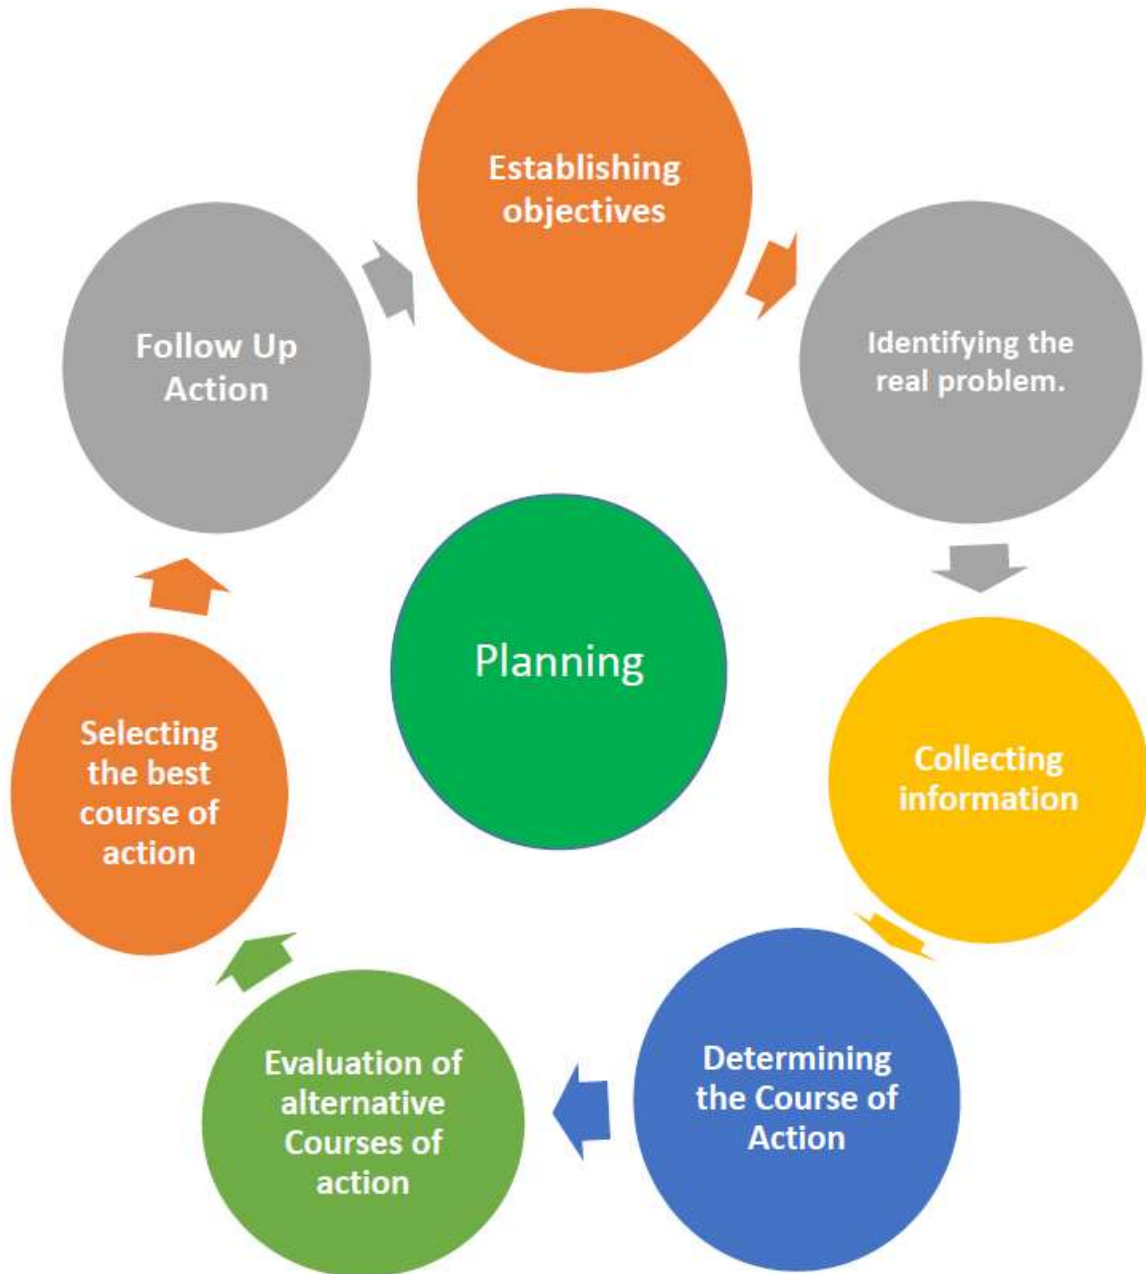 Establishing
objectives
Identifying the
real problem.
Collecting
information
Determining
the Course of
Action
Evaluation of
alternative
Courses of
action
Selecting
the best
course of
action
Follow Up
Action
Planning